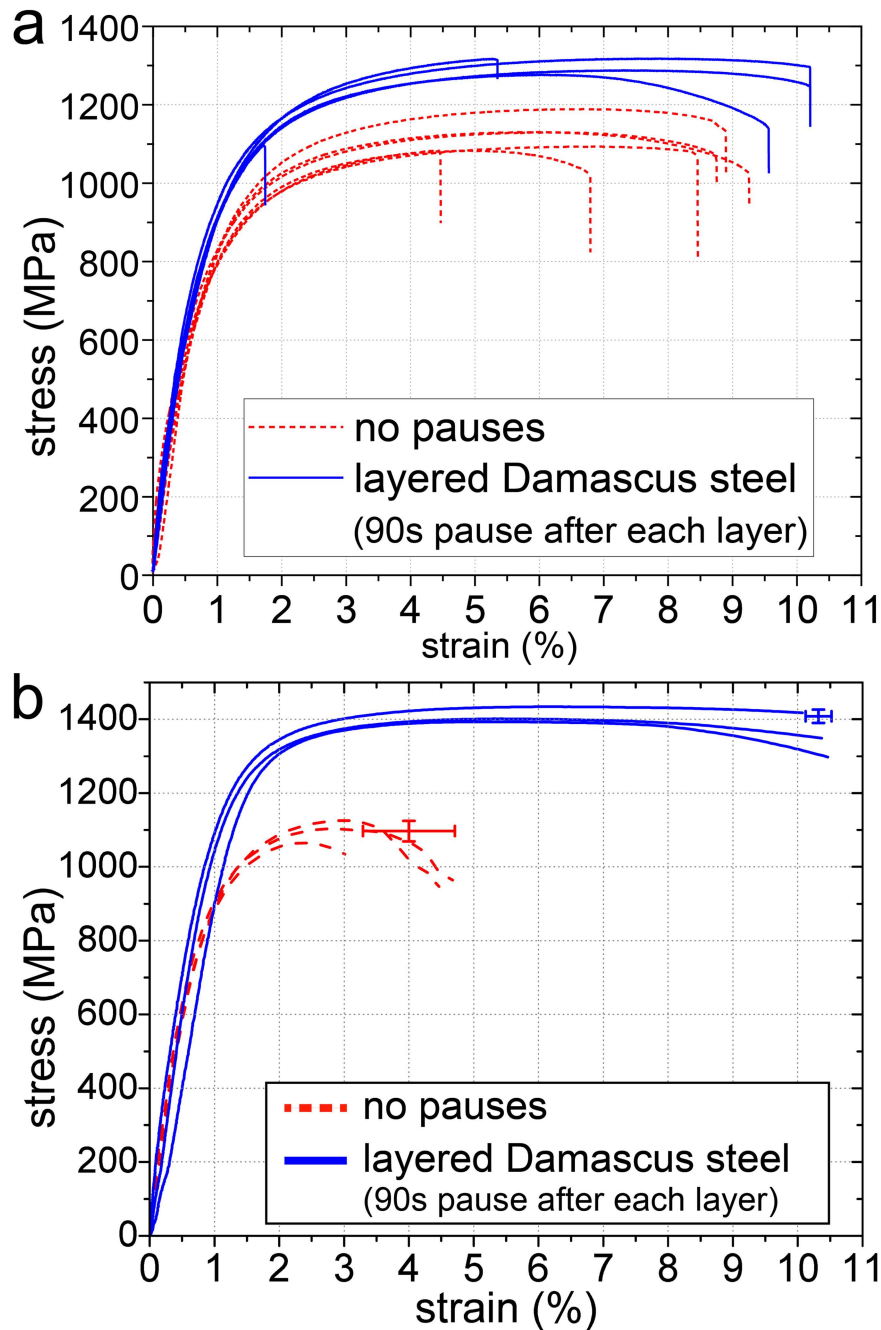 a
1400
1200
1000
800
600
400
200
0
stress (MPa)
no pauses
layered Damascus steel
(90s pause after each layer)
0 1 2 3 4 5 6 7 8 9 10 11
strain (%)
b
1400
1200
1000
800
600
400
200
0
stress (MPa)
no pauses
layered Damascus steel
(90s pause after each layer)
0 1 2 3 4 5 6 7 8 9 10 11
strain (%)